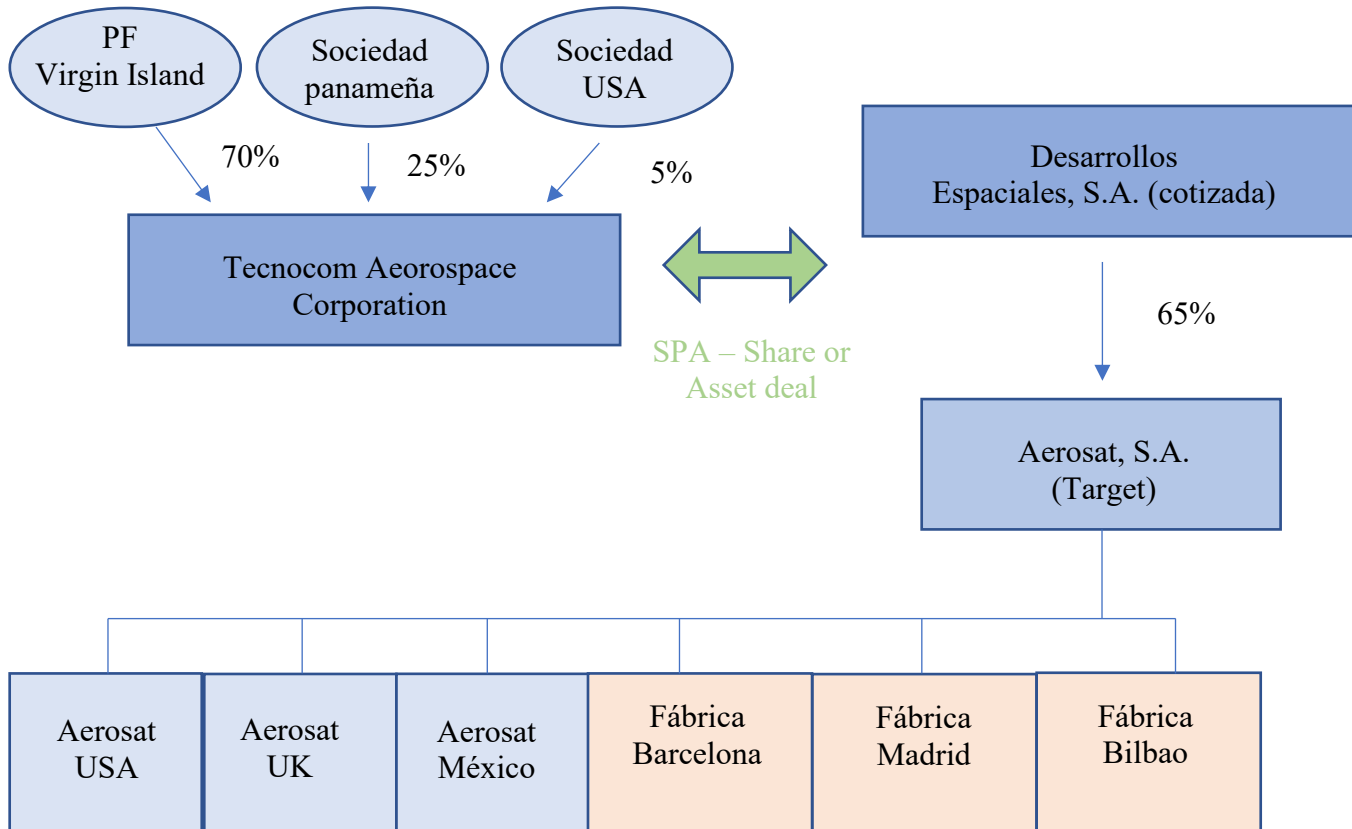 PF
Virgin Island
Sociedad
panameña
Sociedad
USA
70%
25%
5%
Desarrollos
Espaciales, S.A. (cotizada)
Tecnocom Aeorospace
Corporation
SPA – Share or
Asset deal
65%
Aerosat, S.A.
(Target)
Aerosat
USA
Aerosat
UK
Aerosat
México
Fábrica
Barcelona
Fábrica
Madrid
Fábrica
Bilbao